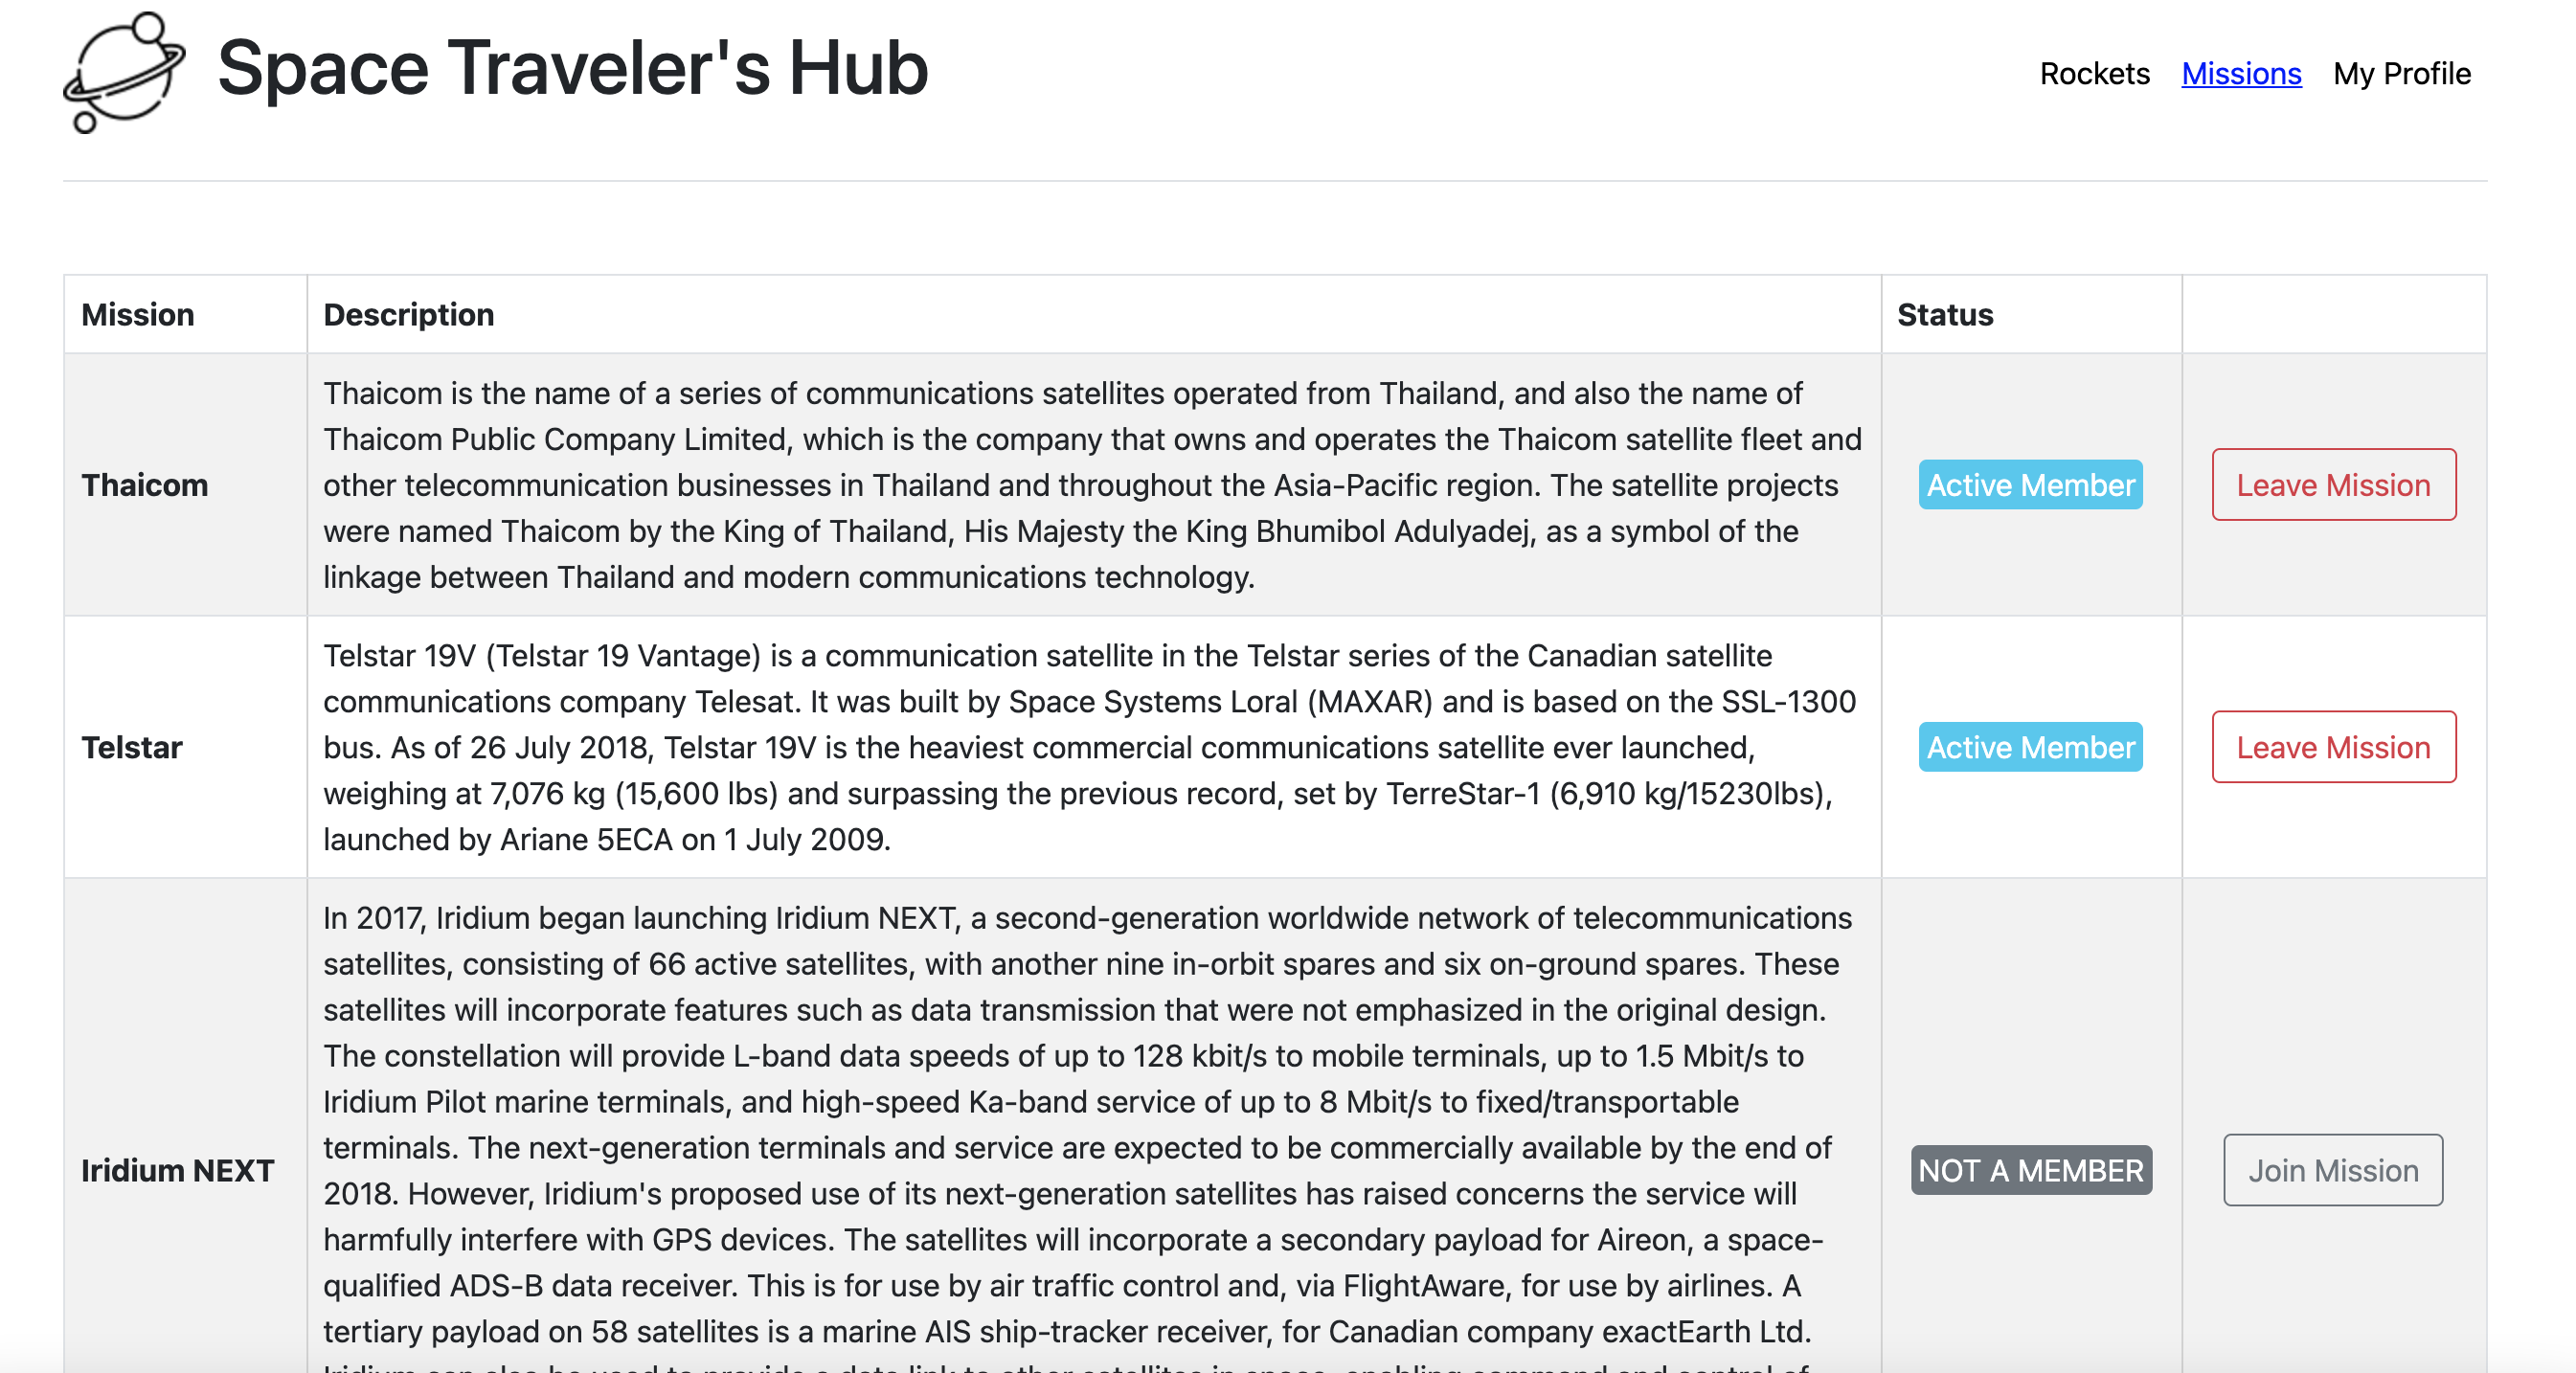 Space Traveler's Hub
Rockets Missions My Profile
Mission Description Status
Thaicom
Thaicom is the name of a series of communications satellites operated from Thailand, and also the name of
Thaicom Public Company Limited, which is the company that owns and operates the Thaicom satellite fleet and
other telecommunication businesses in Thailand and throughout the Asia-Pacific region. The satellite projects
were named Thaicom by the King of Thailand, His Majesty the King Bhumibol Adulyadej, as a symbol of the
linkage between Thailand and modern communications technology.
Active Member
Leave Mission
Telstar
Telstar 19V (Telstar 19 Vantage) is a communication satellite in the Telstar series of the Canadian satellite
communications company Telesat. It was built by Space Systems Loral (MAXAR) and is based on the SSL-1300
bus. As of 26 July 2018, Telstar 19V is the heaviest commercial communications satellite ever launched,
weighing at 7,076 kg (15,600 lbs) and surpassing the previous record, set by TerreStar-1 (6,910 kg/15230lbs),
launched by Ariane 5ECA on 1 July 2009.
Active Member
Leave Mission
Iridium NEXT
In 2017, Iridium began launching Iridium NEXT, a second-generation worldwide network of telecommunications
satellites, consisting of 66 active satellites, with another nine in-orbit spares and six on-ground spares. These
satellites will incorporate features such as data transmission that were not emphasized in the original design.
The constellation will provide L-band data speeds of up to 128 kbit/s to mobile terminals, up to 1.5 Mbit/s to
Iridium Pilot marine terminals, and high-speed Ka-band service of up to 8 Mbit/s to fixed/transportable
terminals. The next-generation terminals and service are expected to be commercially available by the end of
2018. However, Iridium's proposed use of its next-generation satellites has raised concerns the service will
harmfully interfere with GPS devices. The satellites will incorporate a secondary payload for Aireon, a space-
qualified ADS-B data receiver. This is for use by air traffic control and, via FlightAware, for use by airlines. A
tertiary payload on 58 satellites is a marine AIS ship-tracker receiver, for Canadian company exactEarth Ltd.
NOT A MEMBER
Join Mission